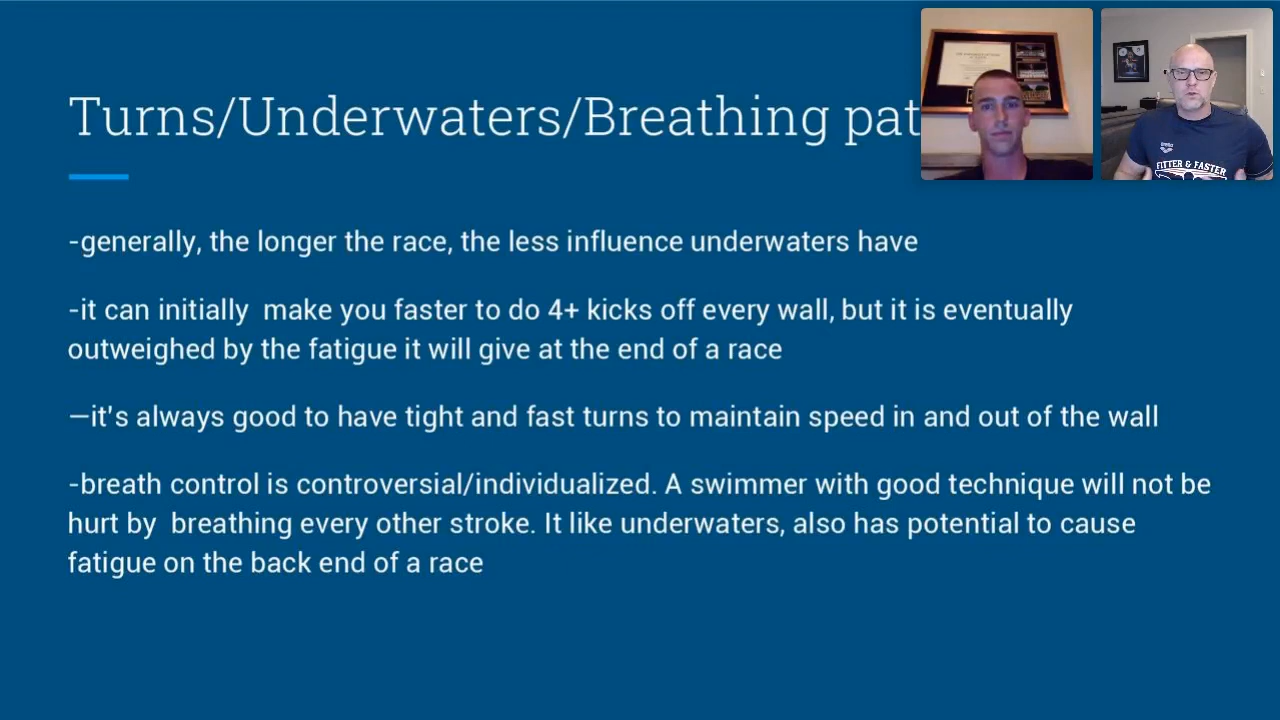 Turns/Underwaters/Breathing pat
-generally, the longer the race, the less influence underwaters have
-it can initially  make you faster to do 4+ kicks off every wall, but it is eventually
outweighed by the fatigue it will give at the end of a race
—it's always good to have tight and fast turns to maintain speed in and out of the wall
-breath control is controversial/individualized. A swimmer with good technique will not be
hurt by  breathing every other stroke. It like underwaters, also has potential to cause
fatigue on the back end of a race
arena
FITTER & FASTER